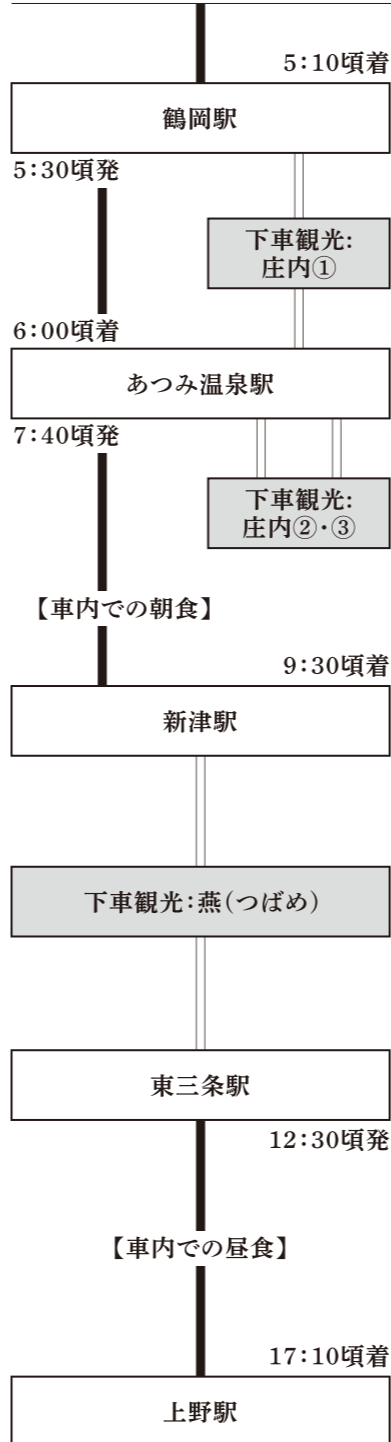 5:10頃着
鶴岡駅
5:30頃発
下車観光:
庄内①
6:00頃着
あつみ温泉駅
7:40頃発
下車観光:
庄内②・③
【車内での朝食】
9:30頃着
新津駅
下車観光:燕(つばめ)
東三条駅
12:30頃発
【車内での昼食】
17:10頃着
上野駅